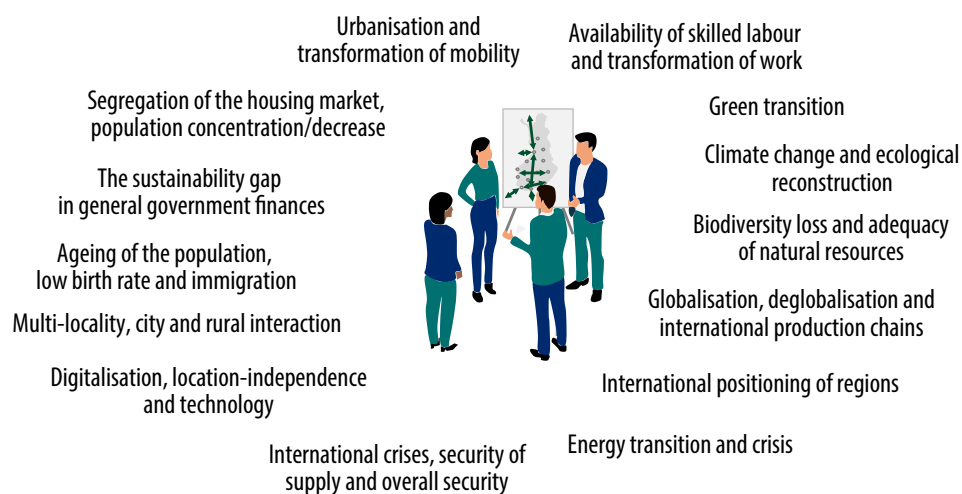 Urbanisation and
transformation of mobility
Availability of skilled labour
and transformation of work
Segregation of the housing market,
population concentration/decrease
Green transition
Climate change and ecological
reconstruction
The sustainability gap
in general government finances
Biodiversity loss and adequacy
of natural resources
Ageing of the population,
low birth rate and immigration
Globalisation, deglobalisation and
international production chains
Multi-locality, city and rural interaction
Digitalisation, location-independence
and technology
International positioning of regions
International crises, security of
supply and overall security
Energy transition and crisis